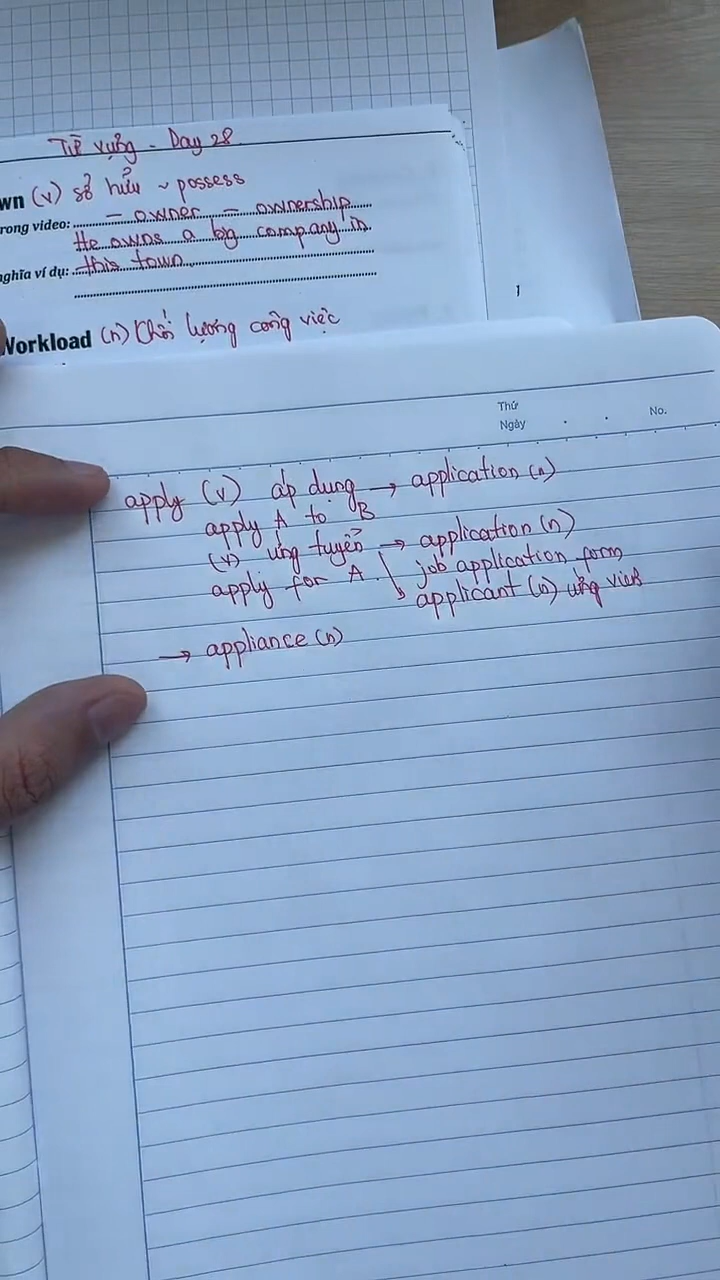 Từ vựng - Day 28
wn (v) sở hữu ~ possess
rong video: - owner - ownership
He owns a big company in
nghĩa ví dụ: this town
1
Workload (n) khối lượng công việc
Thứ
Ngày . . No.
apply (v) áp dụng → application (n)
apply A to B
(v) ứng tuyển → application (n)
job application form
apply for A
applicant (n) ứng viên
→ appliance (n)